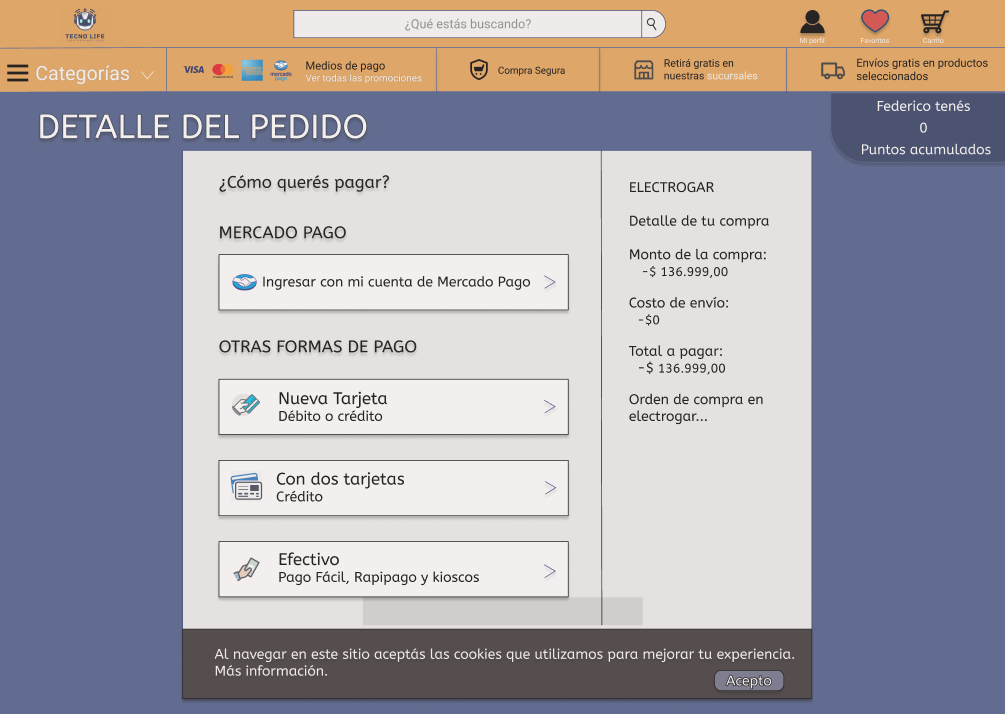 TECNO LIFE
¿Qué estás buscando?
Mi perfil
Favoritos
Carrito
Categorías
VISA
mercado
pago
Medios de pago
Ver todas las promociones
Compra Segura
Retirá gratis en
nuestras sucursales
Envíos gratis en productos
seleccionados
Federico tenés
0
Puntos acumulados
DETALLE DEL PEDIDO
¿Cómo querés pagar?
MERCADO PAGO
Ingresar con mi cuenta de Mercado Pago
OTRAS FORMAS DE PAGO
Nueva Tarjeta
Débito o crédito
Con dos tarjetas
Crédito
Efectivo
Pago Fácil, Rapipago y kioscos
ELECTROGAR
Detalle de tu compra
Monto de la compra:
-$ 136.999,00
Costo de envío:
-$0
Total a pagar:
-$ 136.999,00
Orden de compra en
electrogar...
Al navegar en este sitio aceptás las cookies que utilizamos para mejorar tu experiencia.
Más información.
Acepto